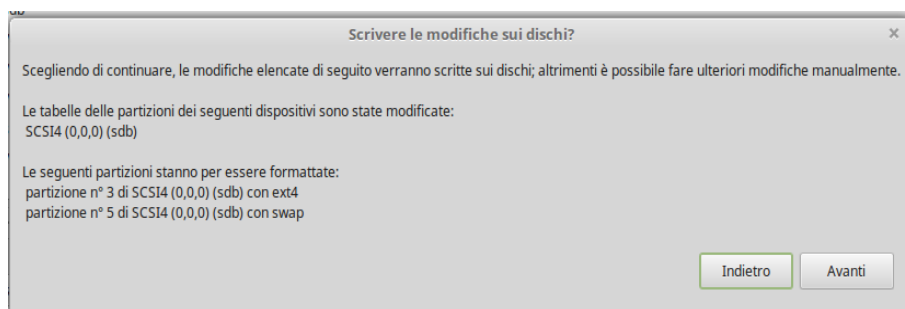 Scrivere le modifiche sui dischi?
Scegliendo di continuare, le modifiche elencate di seguito verranno scritte sui dischi; altrimenti è possibile fare ulteriori modifiche manualmente.
Le tabelle delle partizioni dei seguenti dispositivi sono state modificate:
SCSI4 (0,0,0) (sdb)
Le seguenti partizioni stanno per essere formattate:
partizione n° 3 di SCSI4 (0,0,0) (sdb) con ext4
partizione n° 5 di SCSI4 (0,0,0) (sdb) con swap
Indietro Avanti